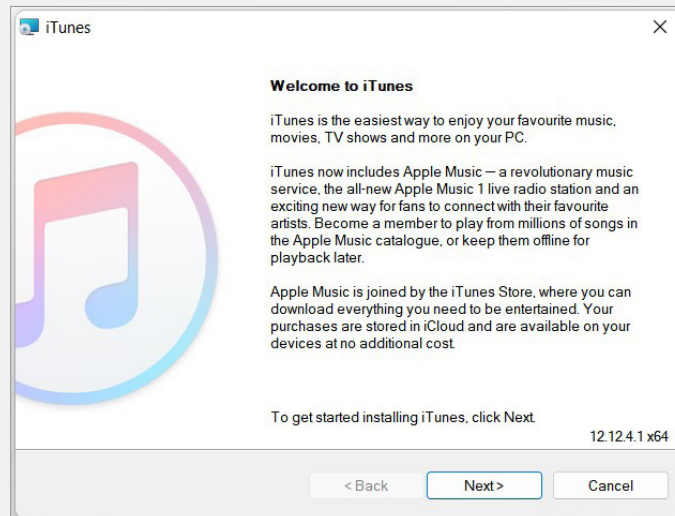 iTunes
Welcome to iTunes
iTunes is the easiest way to enjoy your favourite music,
movies, TV shows and more on your PC.
iTunes now includes Apple Music — a revolutionary music
service, the all-new Apple Music 1 live radio station and an
exciting new way for fans to connect with their favourite
artists. Become a member to play from millions of songs in
the Apple Music catalogue, or keep them offline for
playback later.
Apple Music is joined by the iTunes Store, where you can
download everything you need to be entertained. Your
purchases are stored in iCloud and are available on your
devices at no additional cost.
To get started installing iTunes, click Next.
12.12.4.1 x64
< Back
Next >
Cancel